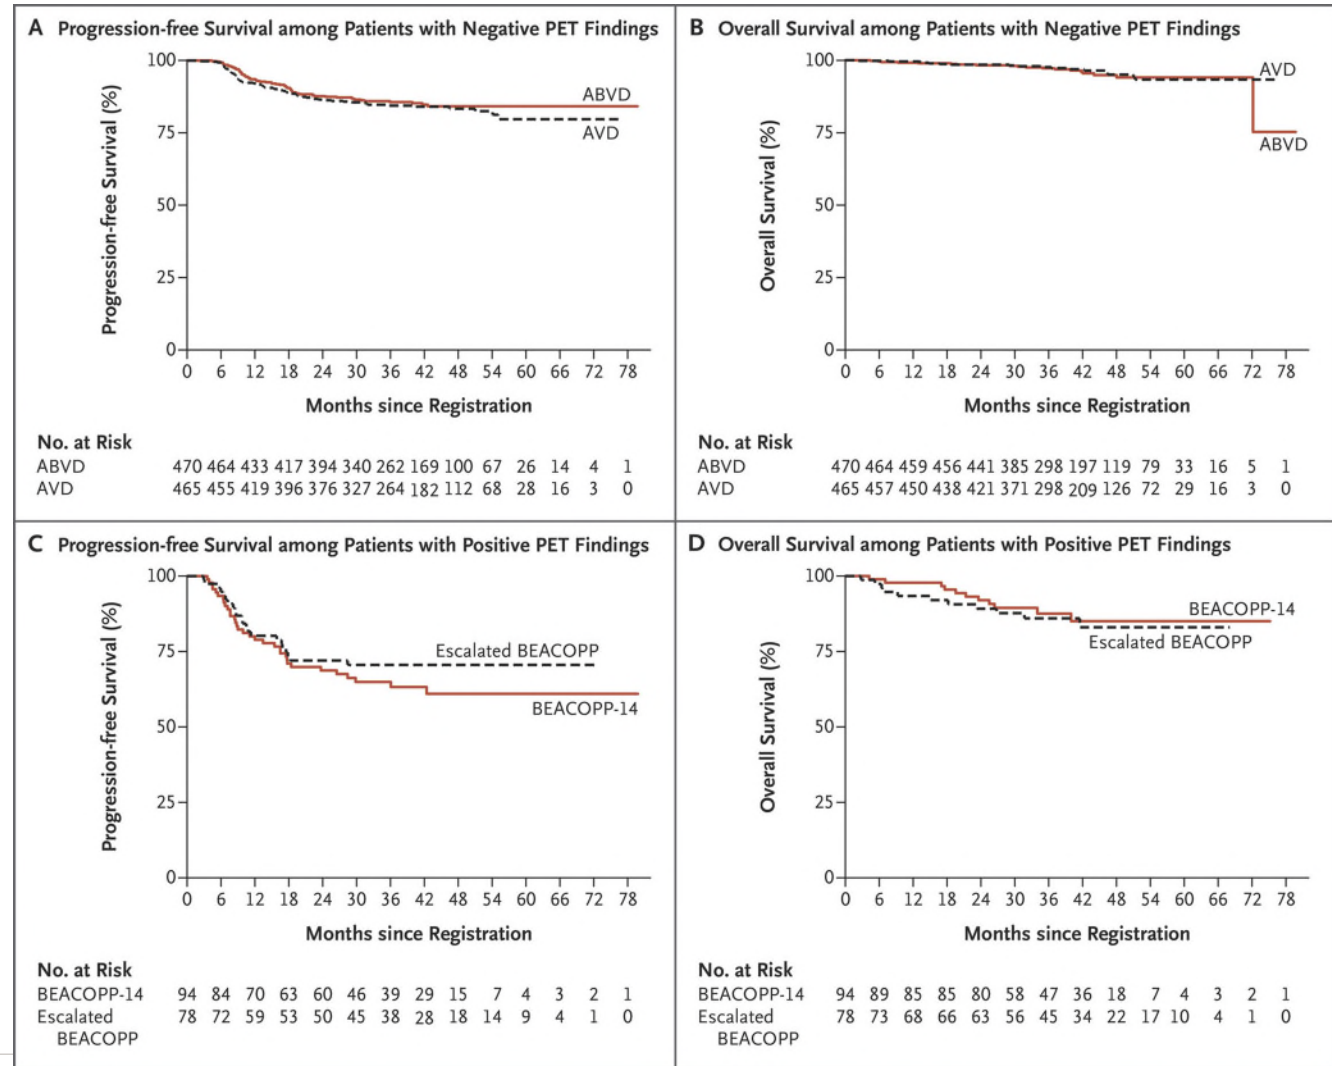 A Progression-free Survival among Patients with Negative PET Findings
100
75
50
25
0
Progression-free Survival (%)
ABVD
AVD
0 6 12 18 24 30 36 42 48 54 60 66 72 78
Months since Registration
No. at Risk
ABVD 470 464 433 417 394 340 262 169 100 67 26 14 4 1
AVD 465 455 419 396 376 327 264 182 112 68 28 16 3 0
B Overall Survival among Patients with Negative PET Findings
100
75
50
25
0
Overall Survival (%)
AVD
ABVD
0 6 12 18 24 30 36 42 48 54 60 66 72 78
Months since Registration
No. at Risk
ABVD 470 464 459 456 441 385 298 197 119 79 33 16 5 1
AVD 465 457 450 438 421 371 298 209 126 72 29 16 3 0
C Progression-free Survival among Patients with Positive PET Findings
100
75
50
25
0
Progression-free Survival (%)
Escalated BEACOPP
BEACOPP-14
0 6 12 18 24 30 36 42 48 54 60 66 72 78
Months since Registration
No. at Risk
BEACOPP-14 94 84 70 63 60 46 39 29 15 7 4 3 2 1
Escalated 78 72 59 53 50 45 38 28 18 14 9 4 1 0
BEACOPP
D Overall Survival among Patients with Positive PET Findings
100
75
50
25
0
Overall Survival (%)
BEACOPP-14
Escalated BEACOPP
0 6 12 18 24 30 36 42 48 54 60 66 72 78
Months since Registration
No. at Risk
BEACOPP-14 94 89 85 85 80 58 47 36 18 7 4 3 2 1
Escalated 78 73 68 66 63 56 45 34 22 17 10 4 1 0
BEACOPP